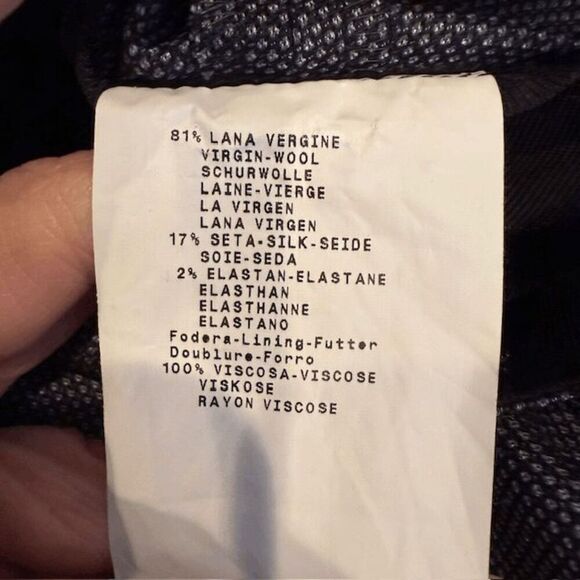 81% LANA VERGINE
VIRGIN-WOOL
SCHURWOLLE
LAINE-VIERGE
LA VIRGEN
LANA VIRGEN
17% SETA-SILK-SEIDE
SOIE-SEDA
2% ELASTAN-ELASTANE
ELASTHAN
ELASTHANNE
ELASTANO
Fodera-Lining-Futter
Doublure-Forro
100% VISCOSA-VISCOSE
VISKOSE
RAYON VISCOSE